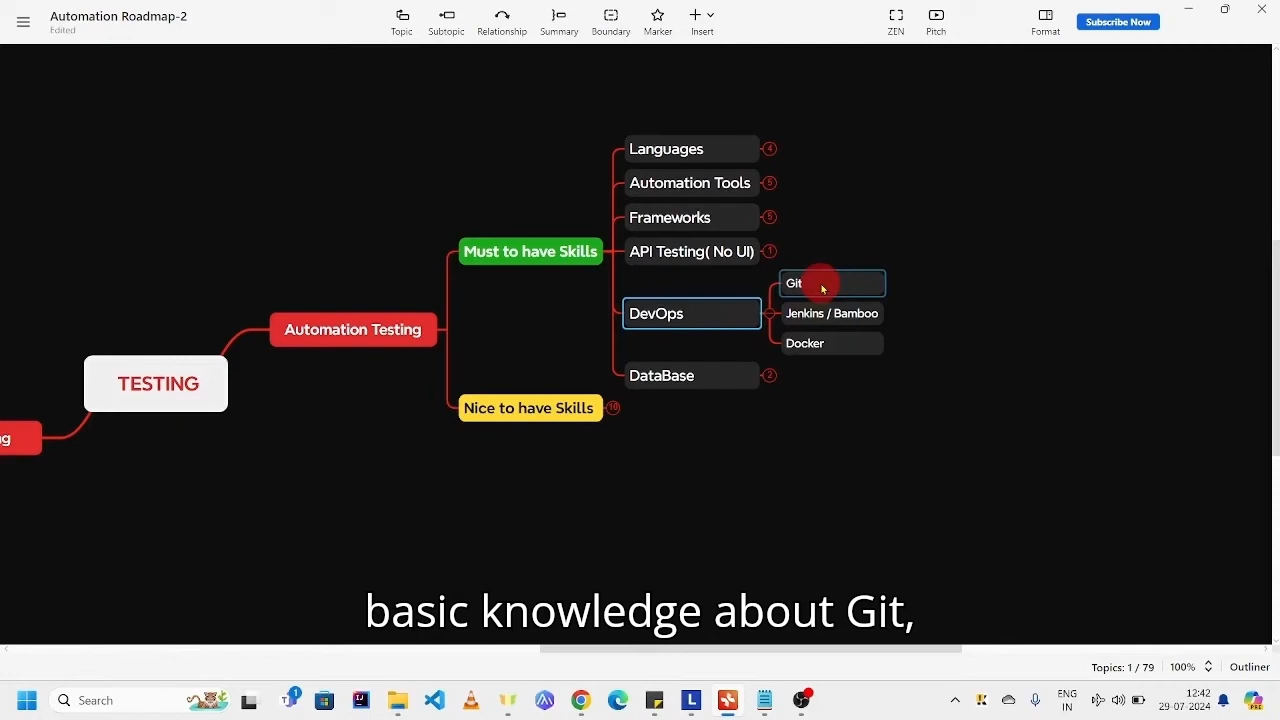 Automation Roadmap-2
Edited
Relationship
Summary
Boundary
Marker
Insert
ZEN
Pitch
Format
Subscribe Now
Languages
4
Automation Tools
5
Frameworks
5
Must to have Skills
API Testing( No UI)
1
Git
DevOps
Jenkins / Bamboo
Docker
Automation Testing
TESTING
DataBase
2
Nice to have Skills
10
basic knowledge about Git,
Topics: 1 / 79
100%
Outliner
Search
1
ENG
IN
12:42
29-07-2024